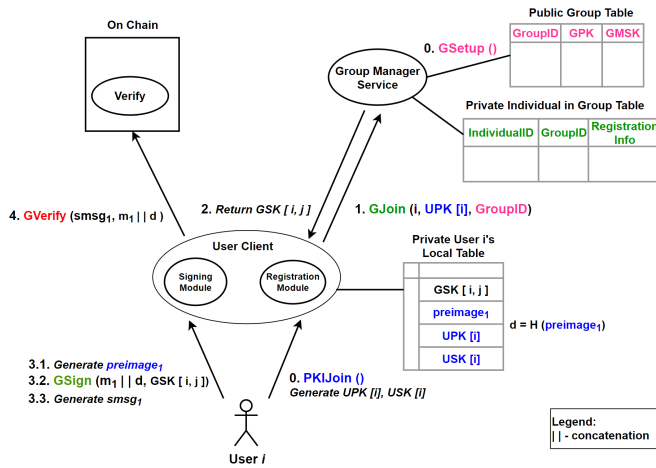 On Chain
Verify
Public Group Table
GroupID GPK GMSK
0. GSetup ()
Group Manager
Service
Private Individual in Group Table
IndividualID GroupID Registration
Info
4. GVerify (smsg₁, m₁ || d )
2. Return GSK [ i, j ]
1. GJoin (i, UPK [i], GroupID)
User Client
Signing
Module
Registration
Module
Private User i's
Local Table
GSK [ i, j ]
preimage₁
UPK [i]
USK [i]
d = H (preimage₁)
3.1. Generate preimage₁
3.2. GSign (m₁ || d, GSK [ i, j ])
3.3. Generate smsg₁
0. PKIJoin ()
Generate UPK [i], USK [i]
User i
Legend:
| | - concatenation